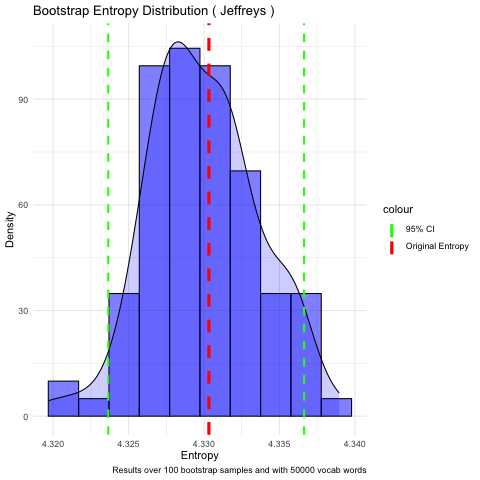 Bootstrap Entropy Distribution ( Jeffreys )
Density
90
60
30
0
4.320 4.325 4.330 4.335 4.340
Entropy
colour
95% CI
Original Entropy
Results over 100 bootstrap samples and with 50000 vocab words